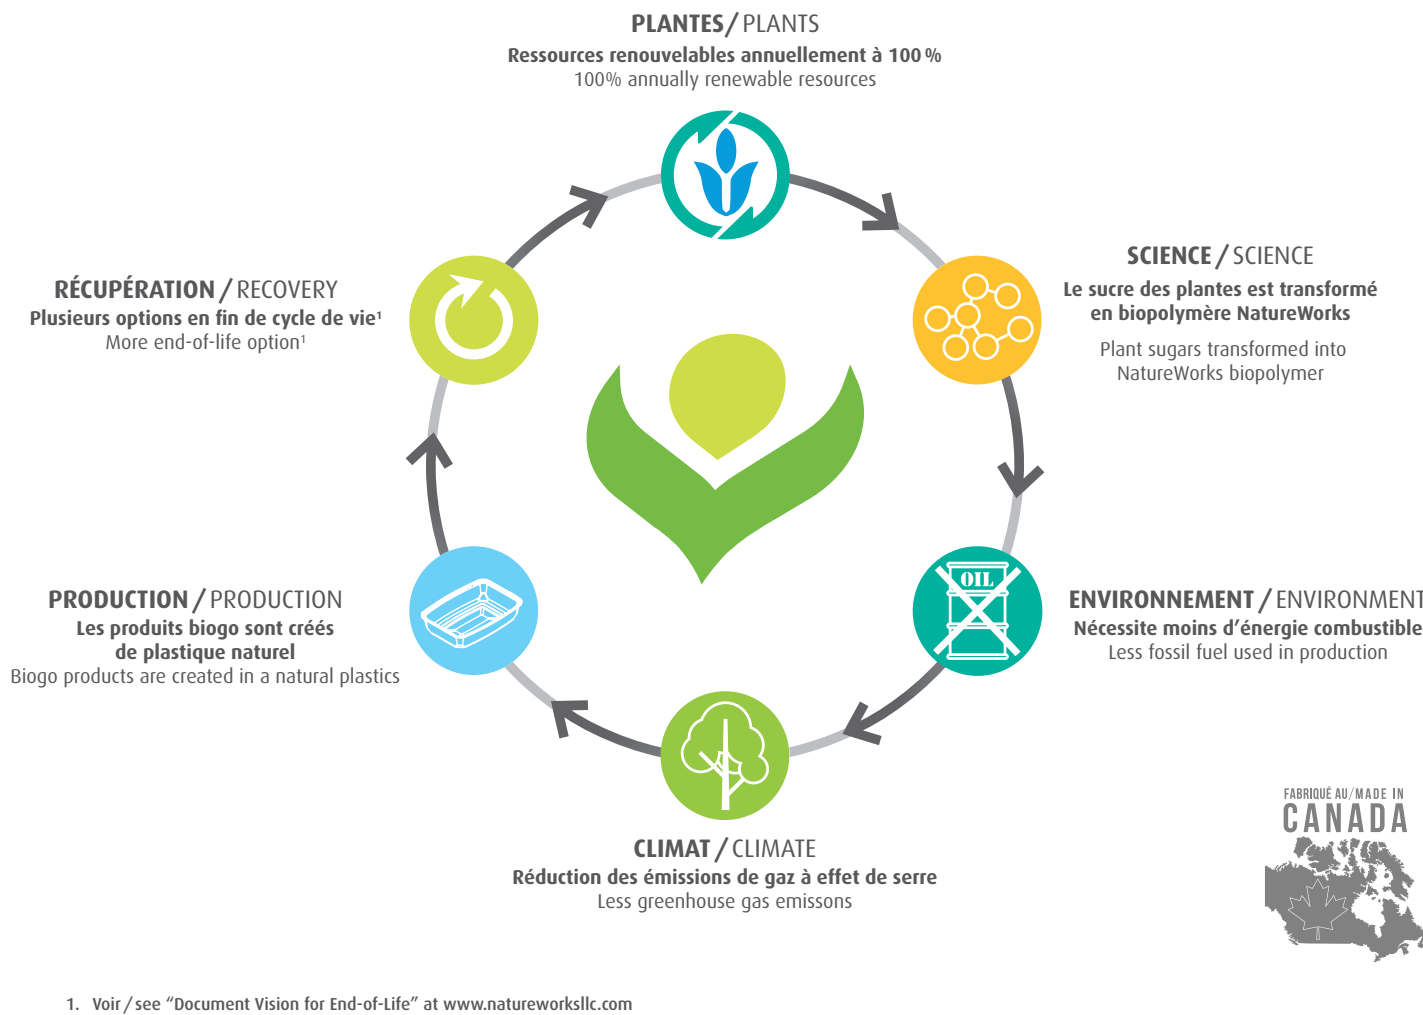 PLANTES / PLANTS
Ressources renouvelables annuellement à 100 %
100% annually renewable resources
SCIENCE / SCIENCE
Le sucre des plantes est transformé
en biopolymère NatureWorks
Plant sugars transformed into
NatureWorks biopolymer
RÉCUPÉRATION / RECOVERY
Plusieurs options en fin de cycle de vie¹
More end-of-life option¹
OIL
ENVIRONNEMENT / ENVIRONMENT
Nécessite moins d’énergie combustible
Less fossil fuel used in production
PRODUCTION / PRODUCTION
Les produits biogo sont créés
de plastique naturel
Biogo products are created in a natural plastics
CLIMAT / CLIMATE
Réduction des émissions de gaz à effet de serre
Less greenhouse gas emissons
FABRIQUÉ AU/MADE IN
CANADA
1. Voir / see “Document Vision for End-of-Life” at www.natureworksllc.com